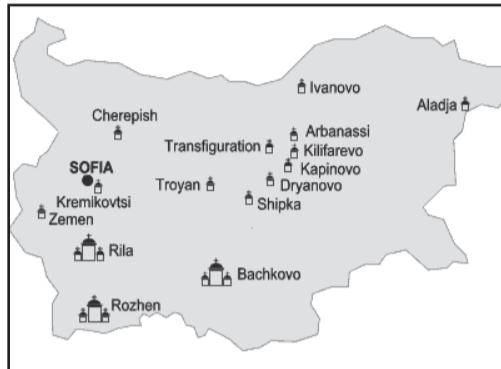 Ivanovo
Aladja
Cherepish
Arbanassi
Transfiguration
Kilifarevo
Kapinovo
SOFIA
Kremikovtsi
Troyan
Dryanovo
Shipka
Zemen
Rila
Bachkovo
Rozhen